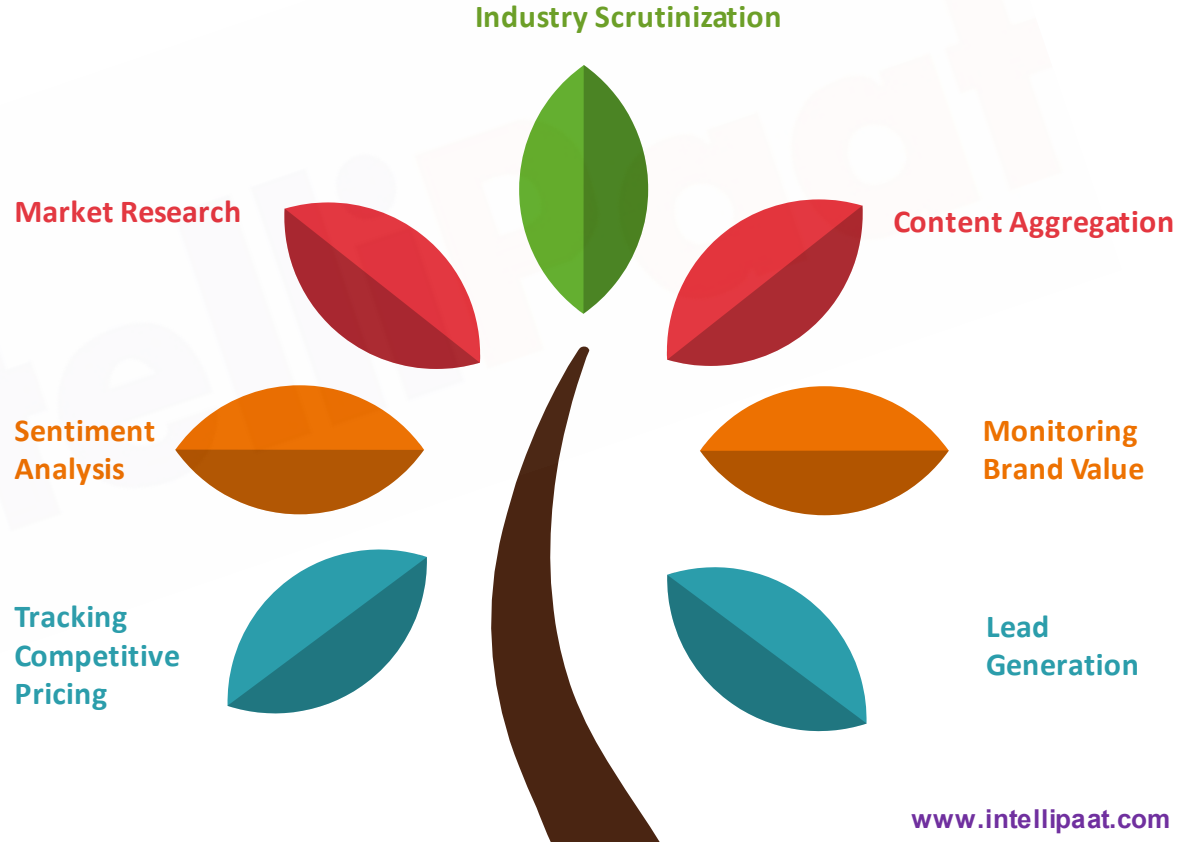 Industry Scrutinization
Market Research
Content Aggregation
Sentiment
Analysis
Monitoring
Brand Value
Tracking
Competitive
Pricing
Lead
Generation
www.intellipaat.com
intelliPaat